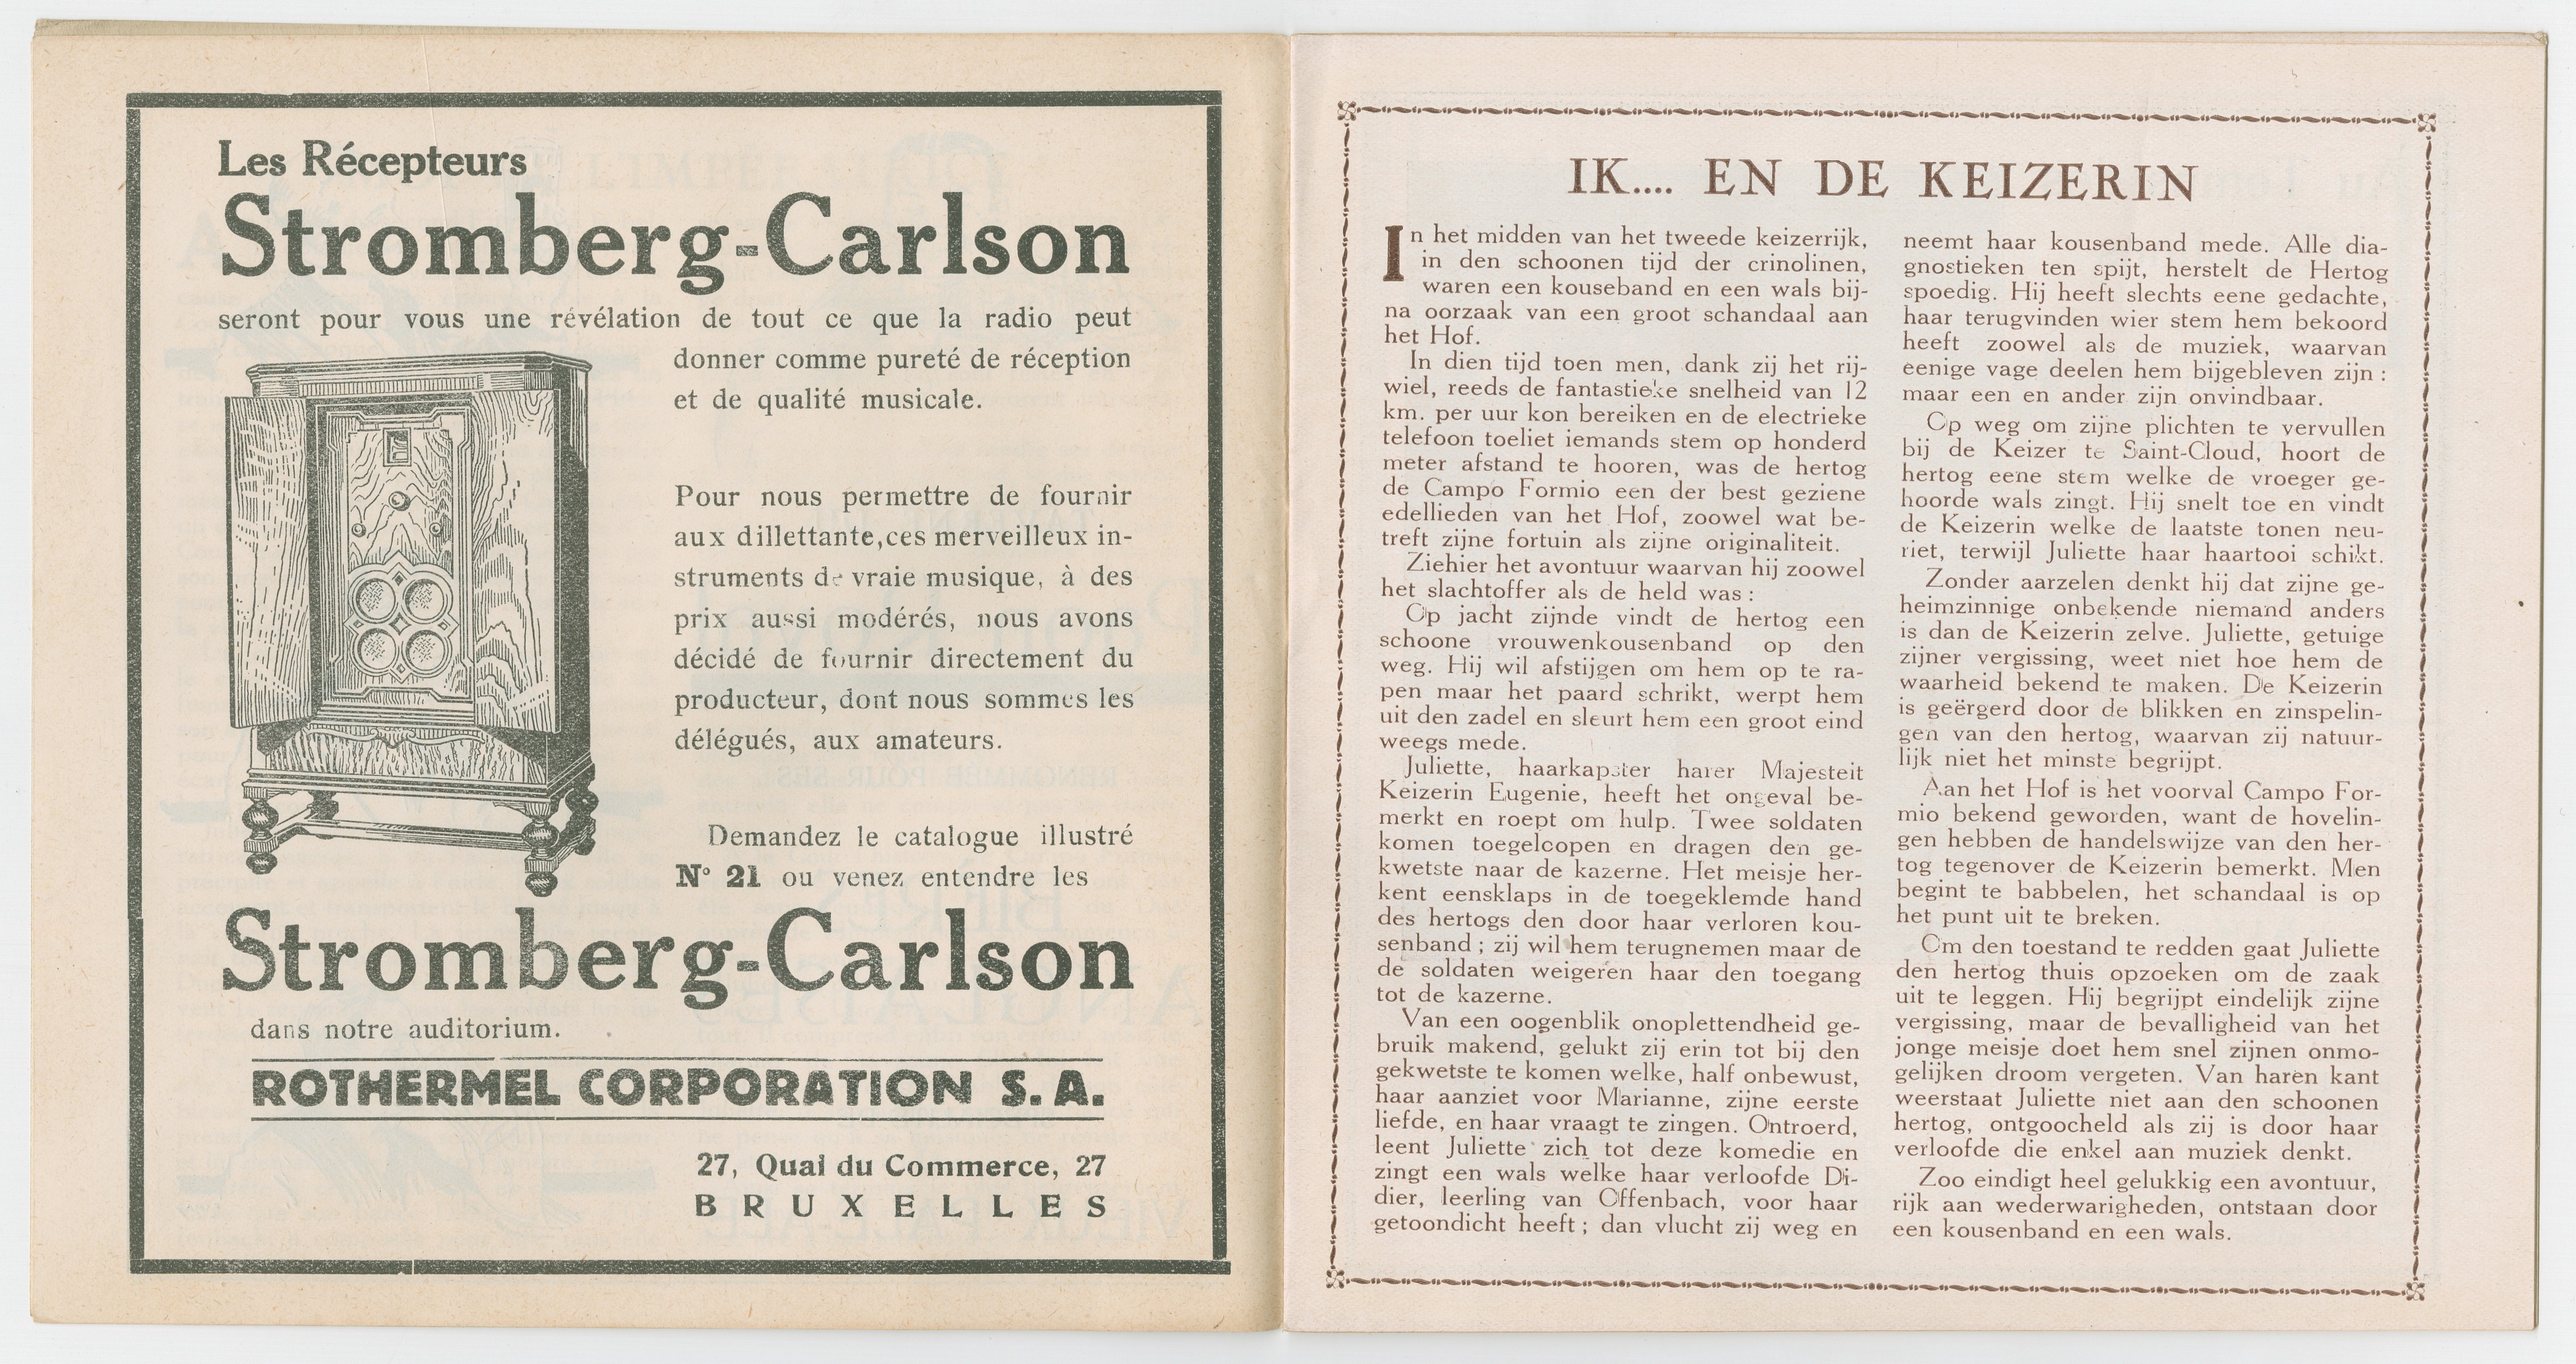 Les Récepteurs
Stromberg-Carlson
seront pour vous une révélation de tout ce que la radio peut
donner comme pureté de réception
et de qualité musicale.
Pour nous permettre de fournir
aux dillettante,ces merveilleux in-
struments de vraie musique, à des
prix aussi modérés, nous avons
décidé de fournir directement du
producteur, dont nous sommes les
délégués, aux amateurs.
Demandez le catalogue illustré
N° 21 ou venez entendre les
Stromberg-Carlson
dans notre auditorium.
ROTHERMEL CORPORATION S. A.
27, Quai du Commerce, 27
BRUXELLES
IK.... EN DE KEIZERIN
In het midden van het tweede keizerrijk,
in den schoonen tijd der crinolinen,
waren een kouseband en een wals bij-
na oorzaak van een groot schandaal aan
het Hof.
In dien tijd toen men, dank zij het rij-
wiel, reeds de fantastieke snelheid van 12
km. per uur kon bereiken en de electrieke
telefoon toeliet iemands stem op honderd
meter afstand te hooren, was de hertog
de Campo Formio een der best geziene
edellieden van het Hof, zoowel wat be-
treft zijne fortuin als zijne originaliteit.
Ziehier het avontuur waarvan hij zoowel
het slachtoffer als de held was :
Op jacht zijnde vindt de hertog een
schoone vrouwenkousenband op den
weg. Hij wil afstijgen om hem op te ra-
pen maar het paard schrikt, werpt hem
uit den zadel en sleurt hem een groot eind
weegs mede.
Juliette, haarkapster harer Majesteit
Keizerin Eugenie, heeft het ongeval be-
merkt en roept om hulp. Twee soldaten
komen toegeloopen en dragen den ge-
kwetste naar de kazerne. Het meisje her-
kent eensklaps in de toegeklemde hand
des hertogs den door haar verloren kou-
senband ; zij wil hem terugnemen maar de
de soldaten weigeren haar den toegang
tot de kazerne.
Van een oogenblik onoplettendheid ge-
bruik makend, gelukt zij erin tot bij den
gekwetste te komen welke, half onbewust,
haar aanziet voor Marianne, zijne eerste
liefde, en haar vraagt te zingen. Ontroerd,
leent Juliette zich tot deze komedie en
zingt een wals welke haar verloofde Di-
dier, leerling van Offenbach, voor haar
getoondicht heeft ; dan vlucht zij weg en
neemt haar kousenband mede. Alle dia-
gnostieken ten spijt, herstelt de Hertog
spoedig. Hij heeft slechts eene gedachte,
haar terugvinden wier stem hem bekoord
heeft zoowel als de muziek, waarvan
eenige vage deelen hem bijgebleven zijn :
maar een en ander zijn onvindbaar.
Op weg om zijne plichten te vervullen
bij de Keizer te Saint-Cloud, hoort de
hertog eene stem welke de vroeger ge-
hoorde wals zingt. Hij snelt toe en vindt
de Keizerin welke de laatste tonen neu-
riet, terwijl Juliette haar haartooi schikt.
Zonder aarzelen denkt hij dat zijne ge-
heimzinnige onbekende niemand anders
is dan de Keizerin zelve. Juliette, getuige
zijner vergissing, weet niet hoe hem de
waarheid bekend te maken. De Keizerin
is geërgerd door de blikken en zinspelin-
gen van den hertog, waarvan zij natuur-
lijk niet het minste begrijpt.
Aan het Hof is het voorval Campo For-
mio bekend geworden, want de hovelin-
gen hebben de handelswijze van den her-
tog tegenover de Keizerin bemerkt. Men
begint te babbelen, het schandaal is op
het punt uit te breken.
Om den toestand te redden gaat Juliette
den hertog thuis opzoeken om de zaak
uit te leggen. Hij begrijpt eindelijk zijne
vergissing, maar de bevalligheid van het
jonge meisje doet hem snel zijnen onmo-
gelijken droom vergeten. Van haren kant
weerstaat Juliette niet aan den schoonen
hertog, ontgoocheld als zij is door haar
verloofde die enkel aan muziek denkt.
Zoo eindigt heel gelukkig een avontuur,
rijk aan wederwarigheden, ontstaan door
een kousenband en een wals.